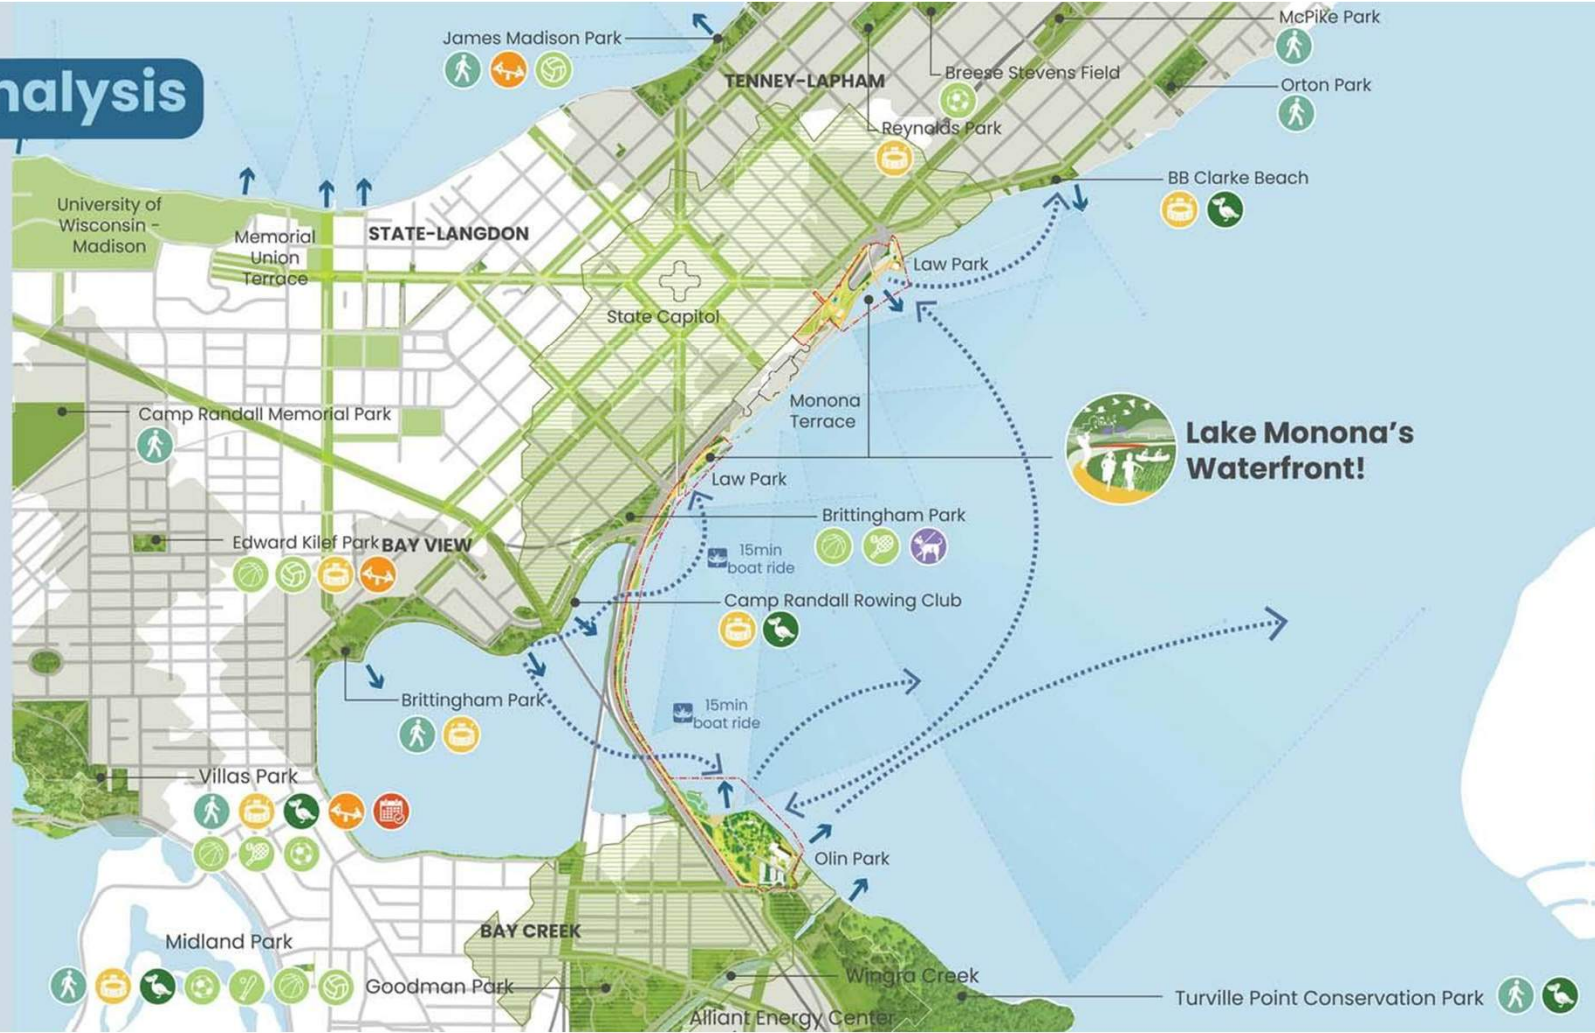 nalysis
James Madison Park
McPike Park
TENNEY-LAPHAM
Breese Stevens Field
Orton Park
Reynolds Park
BB Clarke Beach
University of
Wisconsin -
Madison
Memorial
Union
Terrace
STATE-LANGDON
Law Park
State Capitol
Monona
Terrace
Camp Randall Memorial Park
Lake Monona's
Waterfront!
Law Park
Brittingham Park
Edward Kilef Park
BAY VIEW
15min
boat ride
Camp Randall Rowing Club
Brittingham Park
15min
boat ride
Villas Park
Olin Park
BAY CREEK
Midland Park
Goodman Park
Wingra Creek
Turville Point Conservation Park
Alliant Energy Center